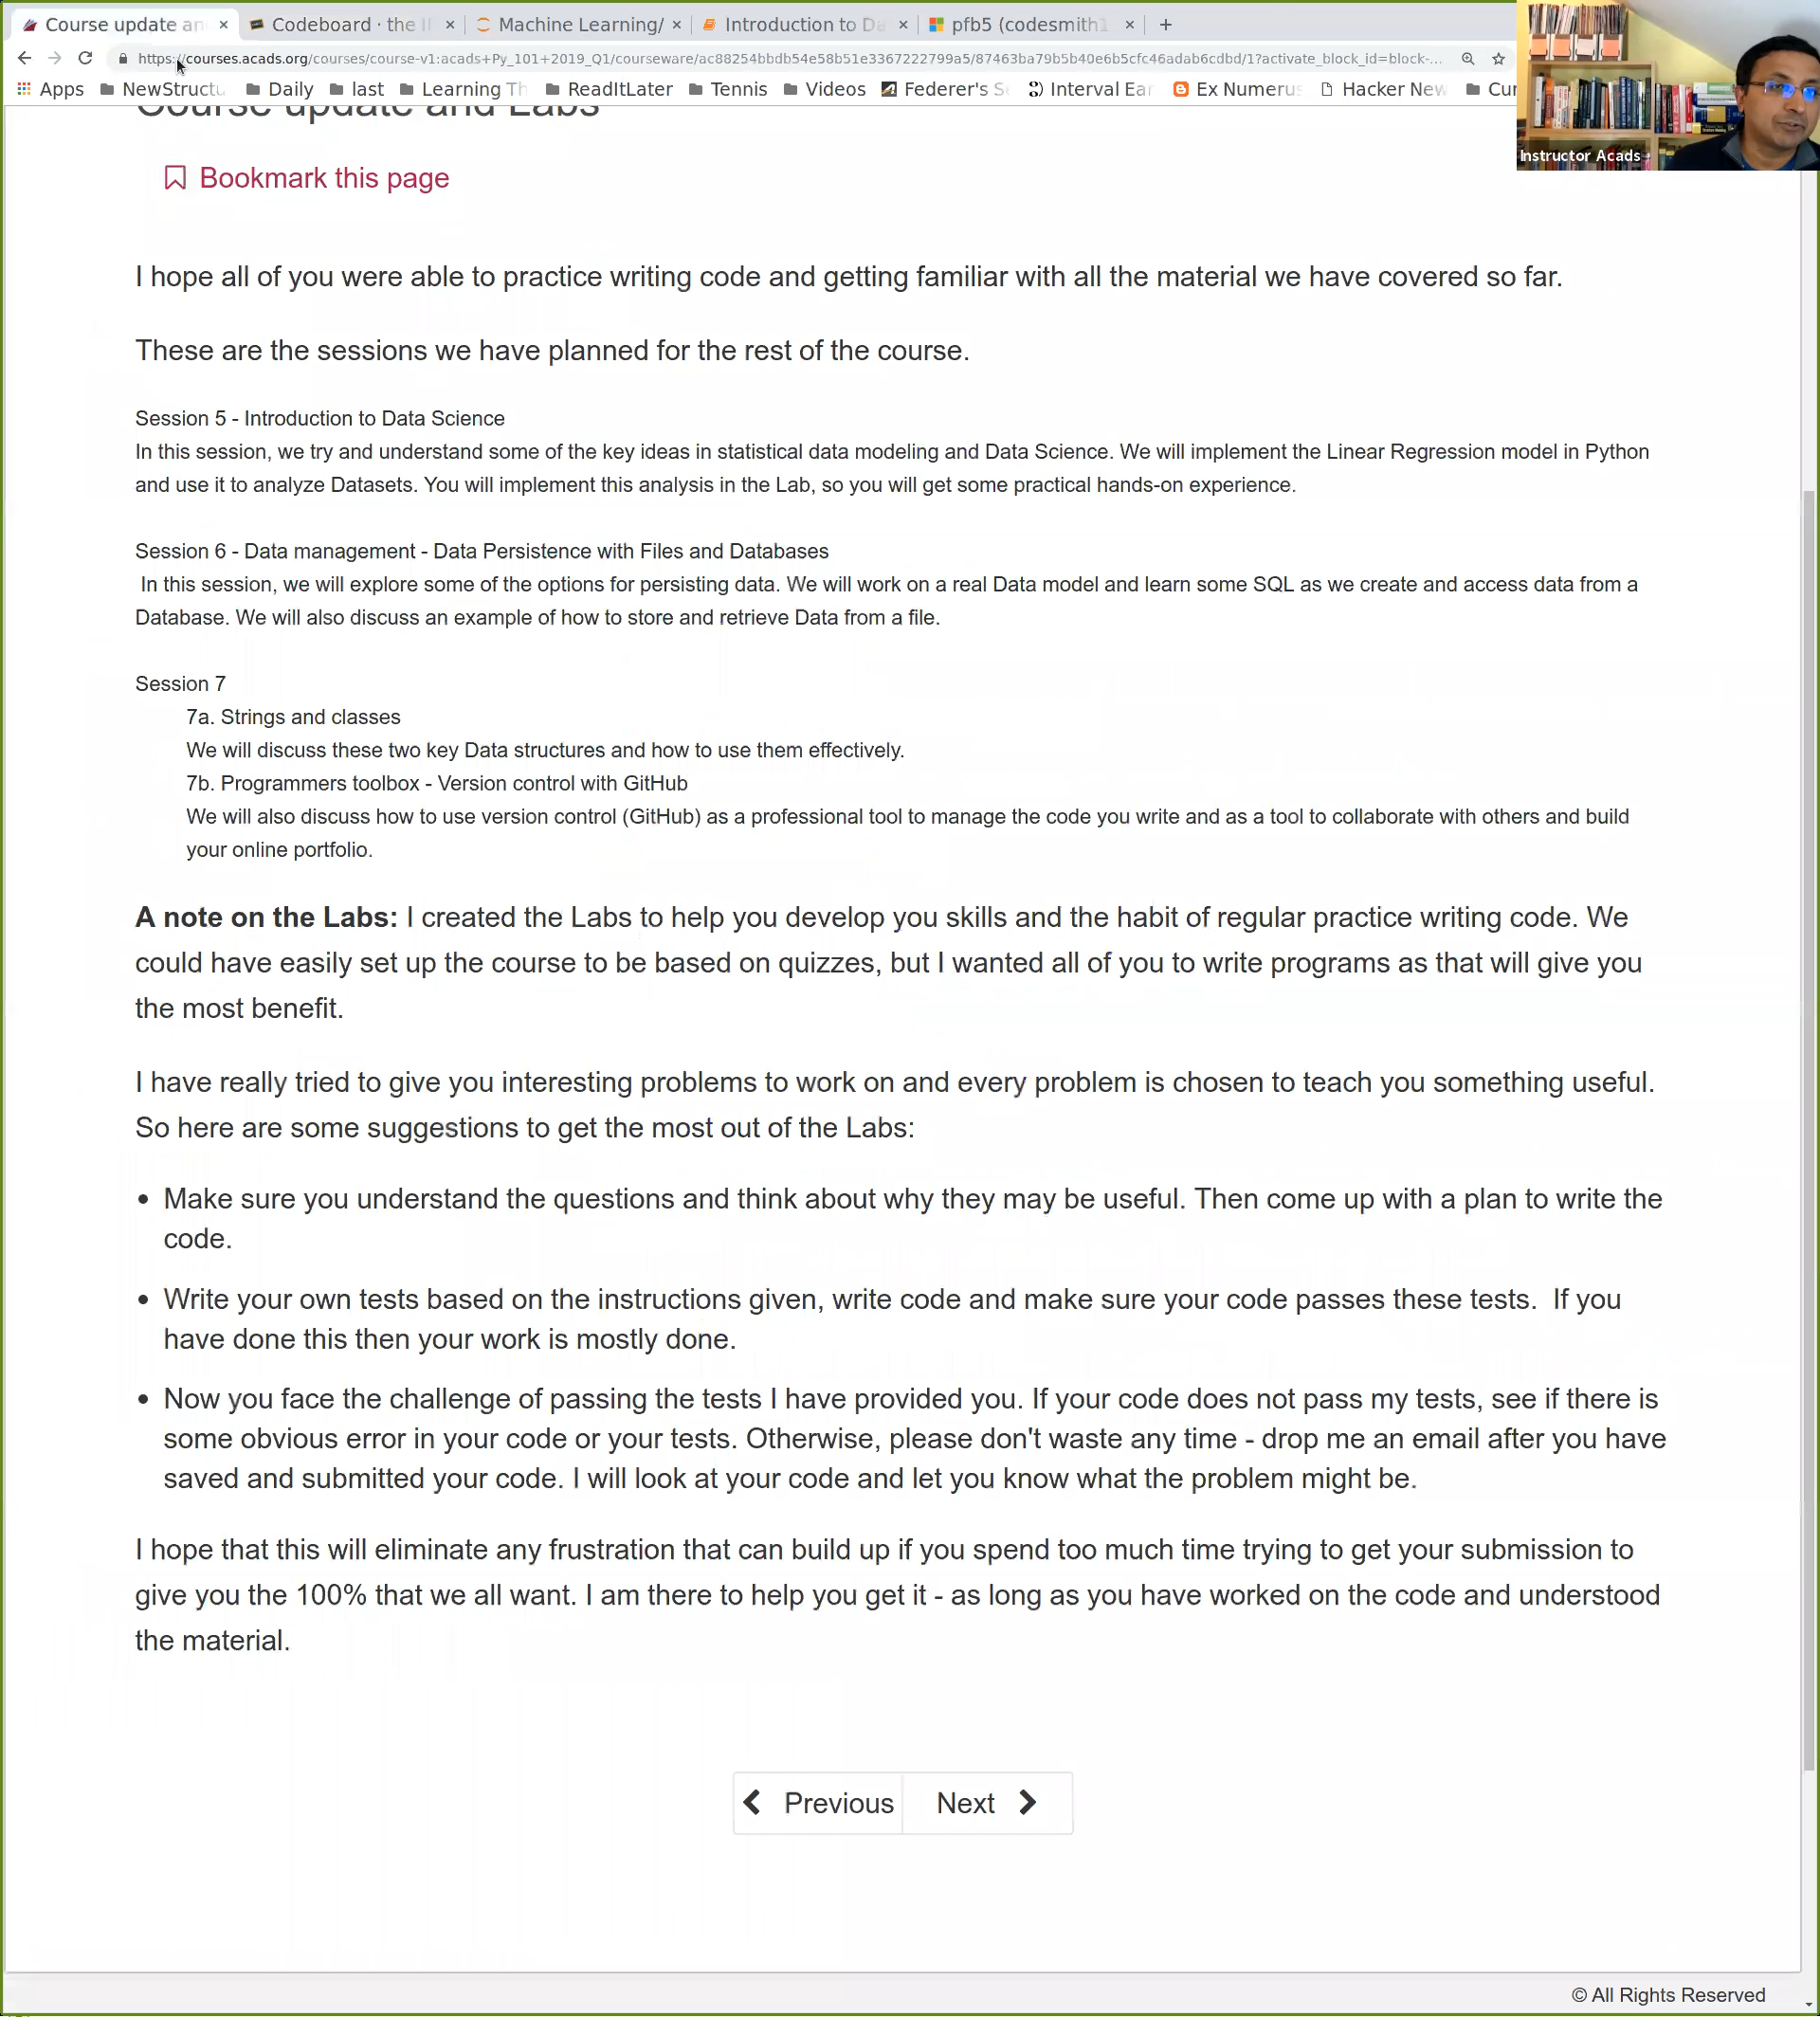 Course update an
Codeboard · the I
Machine Learning/
Introduction to Da
pfb5 (codesmith1
https://courses.acads.org/courses/course-v1:acads+Py_101+2019_Q1/courseware/ac88254bbdb54e58b51e3367222799a5/87463ba79b5b40e6b5cfc46adab6cdbd/1?activate_block_id=block-...
Apps NewStructu Daily last Learning Th ReadItLater Tennis Videos Federer's S Interval Ear Ex Numerus Hacker New Cur
Instructor Acads
Course update and Labs
Bookmark this page
I hope all of you were able to practice writing code and getting familiar with all the material we have covered so far.
These are the sessions we have planned for the rest of the course.
Session 5 - Introduction to Data Science
In this session, we try and understand some of the key ideas in statistical data modeling and Data Science. We will implement the Linear Regression model in Python
and use it to analyze Datasets. You will implement this analysis in the Lab, so you will get some practical hands-on experience.
Session 6 - Data management - Data Persistence with Files and Databases
In this session, we will explore some of the options for persisting data. We will work on a real Data model and learn some SQL as we create and access data from a
Database. We will also discuss an example of how to store and retrieve Data from a file.
Session 7
7a. Strings and classes
We will discuss these two key Data structures and how to use them effectively.
7b. Programmers toolbox - Version control with GitHub
We will also discuss how to use version control (GitHub) as a professional tool to manage the code you write and as a tool to collaborate with others and build
your online portfolio.
A note on the Labs: I created the Labs to help you develop you skills and the habit of regular practice writing code. We
could have easily set up the course to be based on quizzes, but I wanted all of you to write programs as that will give you
the most benefit.
I have really tried to give you interesting problems to work on and every problem is chosen to teach you something useful.
So here are some suggestions to get the most out of the Labs:
• Make sure you understand the questions and think about why they may be useful. Then come up with a plan to write the
code.
• Write your own tests based on the instructions given, write code and make sure your code passes these tests. If you
have done this then your work is mostly done.
• Now you face the challenge of passing the tests I have provided you. If your code does not pass my tests, see if there is
some obvious error in your code or your tests. Otherwise, please don't waste any time - drop me an email after you have
saved and submitted your code. I will look at your code and let you know what the problem might be.
I hope that this will eliminate any frustration that can build up if you spend too much time trying to get your submission to
give you the 100% that we all want. I am there to help you get it - as long as you have worked on the code and understood
the material.
Previous
Next
© All Rights Reserved